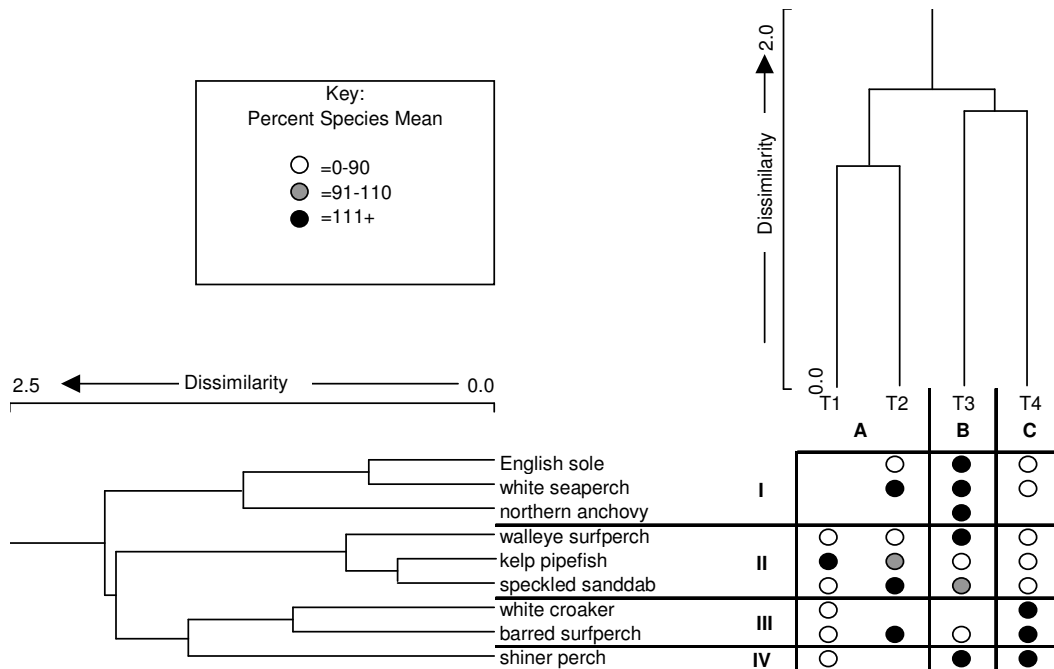 Key:
Percent Species Mean
=0-90
=91-110
=111+
2.0
Dissimilarity
0.0
2.5 Dissimilarity 0.0
T1 T2 T3 T4
A B C
English sole
white seaperch
I
northern anchovy
walleye surfperch
kelp pipefish
II
speckled sanddab
white croaker
III
barred surfperch
shiner perch IV